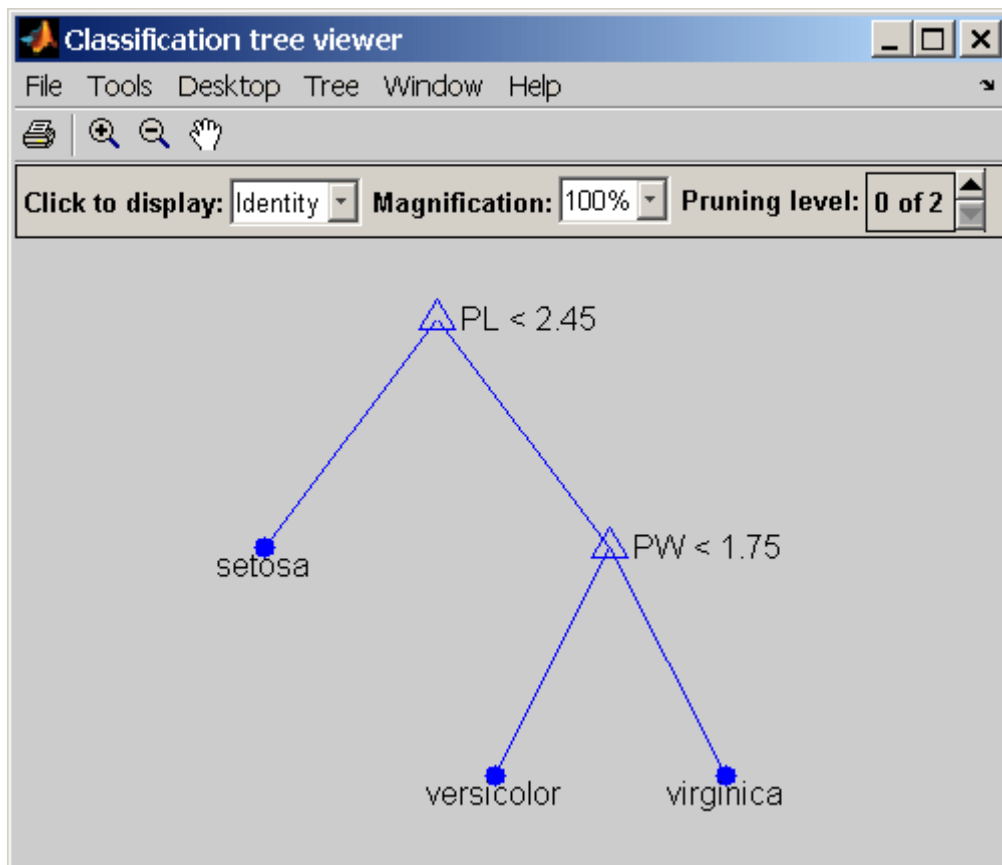 Classification tree viewer
File Tools Desktop Tree Window Help
Click to display: Identity Magnification: 100% Pruning level: 0 of 2
PL < 2.45
setosa
PW < 1.75
versicolor
virginica